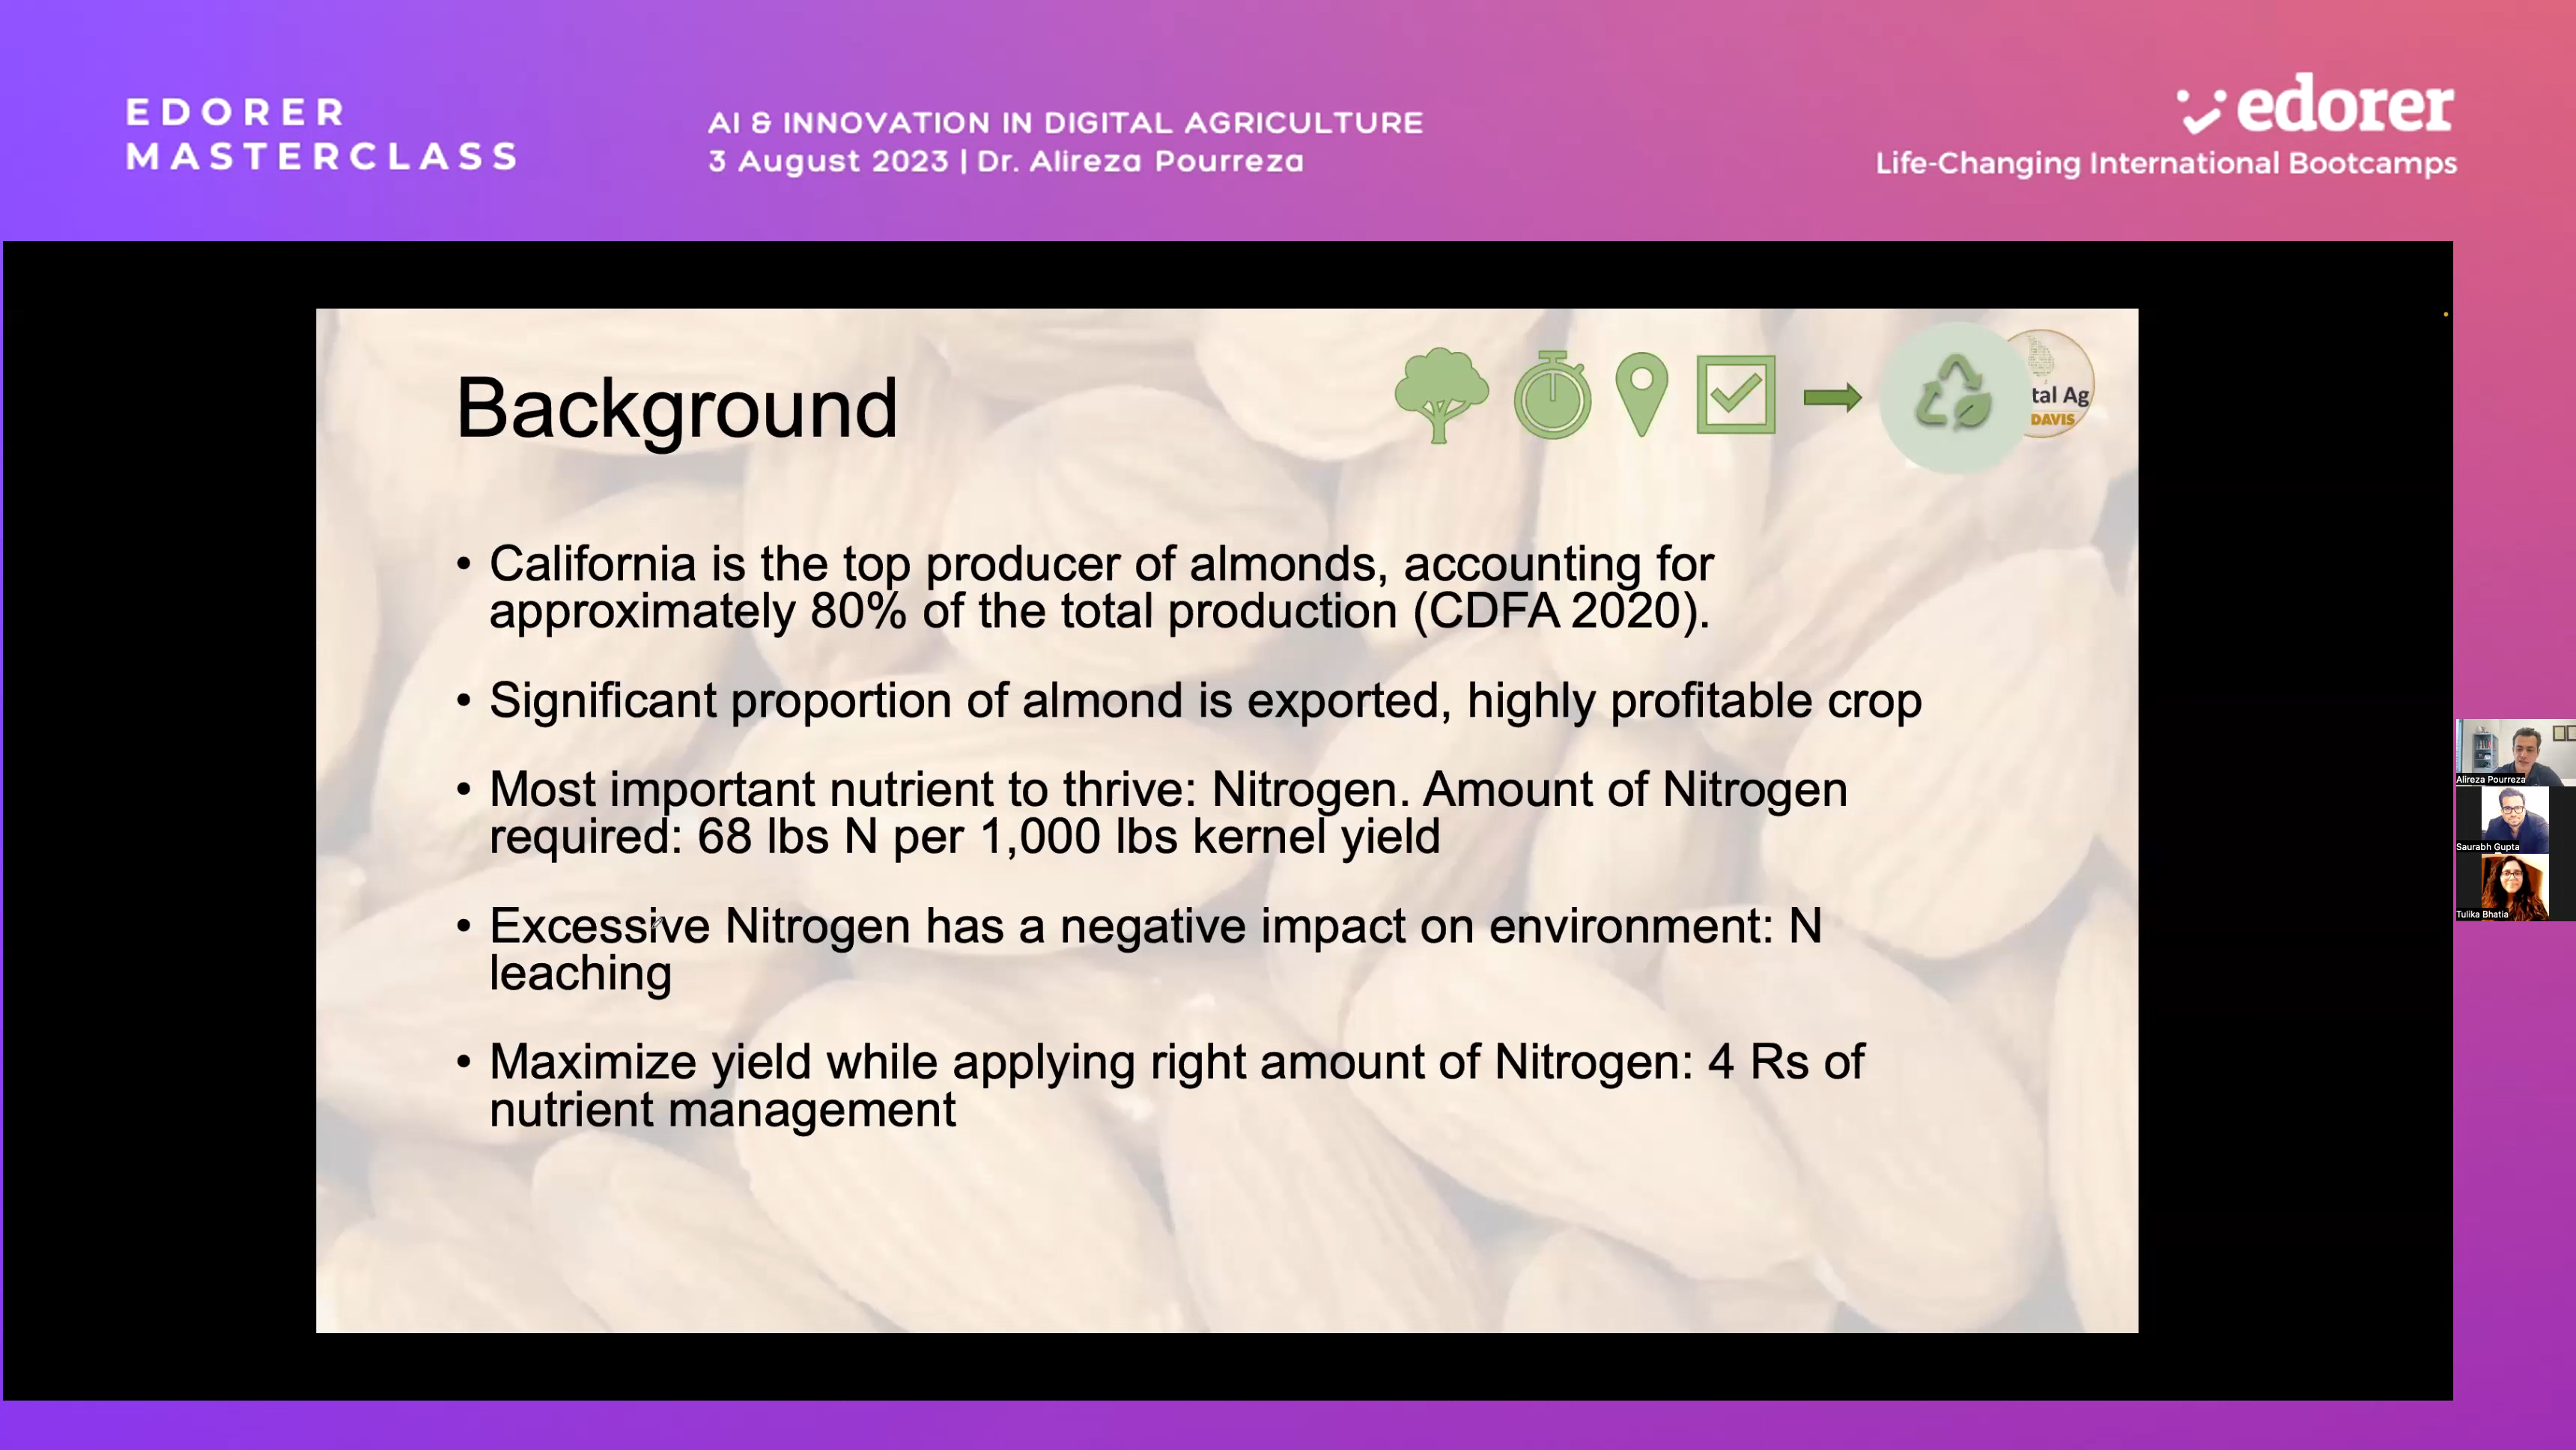 EDORER
MASTERCLASS
AI & INNOVATION IN DIGITAL AGRICULTURE
3 August 2023 | Dr. Alireza Pourreza
edorer
Life-Changing International Bootcamps
Background
tal Ag
DAVIS
• California is the top producer of almonds, accounting for
approximately 80% of the total production (CDFA 2020).
• Significant proportion of almond is exported, highly profitable crop
• Most important nutrient to thrive: Nitrogen. Amount of Nitrogen
required: 68 lbs N per 1,000 lbs kernel yield
• Excessive Nitrogen has a negative impact on environment: N
leaching
• Maximize yield while applying right amount of Nitrogen: 4 Rs of
nutrient management
Alireza Pourreza
Saurabh Gupta
Tulika Bhatia